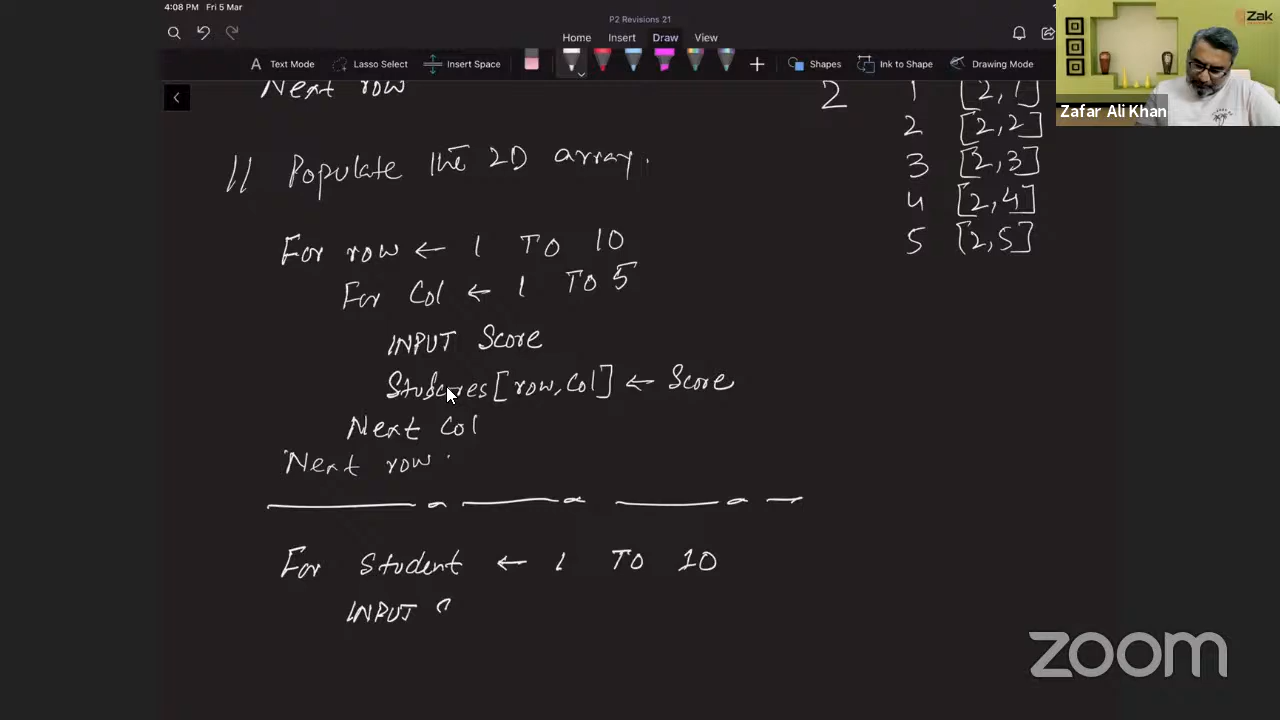 4:08 PM Fri 5 Mar
P2 Revisions 21
Home Insert Draw View
Text Mode Lasso Select Insert Space Shapes Ink to Shape Drawing Mode
Zak
Zafar Ali Khan
Next row
// Populate the 2D array.
For row ← 1 TO 10
For Col ← 1 TO 5
INPUT Score
Studscores[row,Col] ← Score
Next Col
Next row
For Student ← 1 TO 10
INPUT
2 1 [2,1]
2 [2,2]
3 [2,3]
4 [2,4]
5 [2,5]
zoom